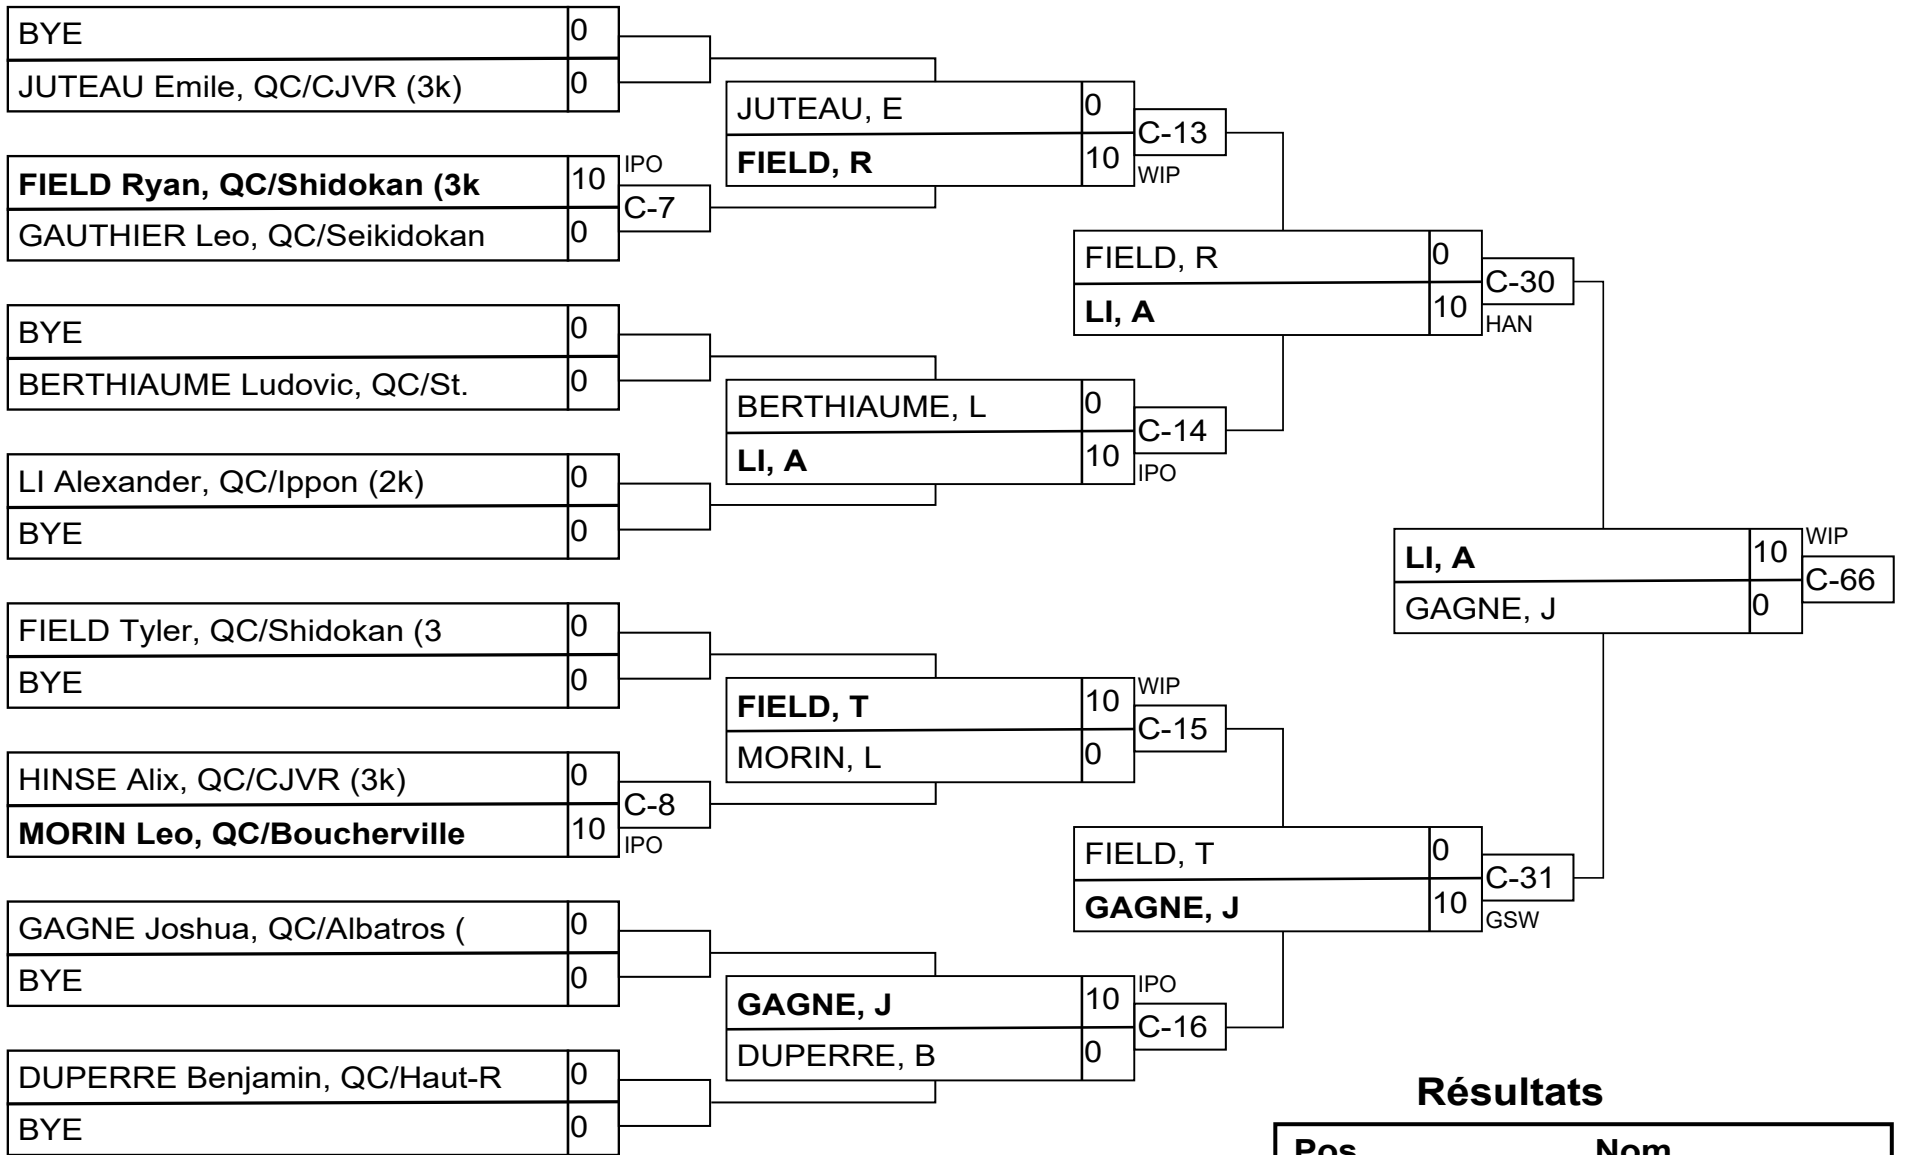 BYE 0
JUTEAU Emile, QC/CJVR (3k) 0
FIELD Ryan, QC/Shidokan (3k 10 IPO
C-7
GAUTHIER Leo, QC/Seikidokan 0
BYE 0
BERTHIAUME Ludovic, QC/St. 0
LI Alexander, QC/Ippon (2k) 0
BYE 0
FIELD Tyler, QC/Shidokan (3 0
BYE 0
HINSE Alix, QC/CJVR (3k) 0
C-8
MORIN Leo, QC/Boucherville 10 IPO
GAGNE Joshua, QC/Albatros ( 0
BYE 0
DUPERRE Benjamin, QC/Haut-R 0
BYE 0
JUTEAU, E 0
C-13
FIELD, R 10 WIP
BERTHIAUME, L 0
C-14
LI, A 10 IPO
FIELD, T 10 WIP
C-15
MORIN, L 0
GAGNE, J 10 IPO
C-16
DUPERRE, B 0
FIELD, R 0
C-30
LI, A 10 HAN
FIELD, T 0
C-31
GAGNE, J 10 GSW
LI, A 10 WIP
C-66
GAGNE, J 0
Résultats
Pos Nom